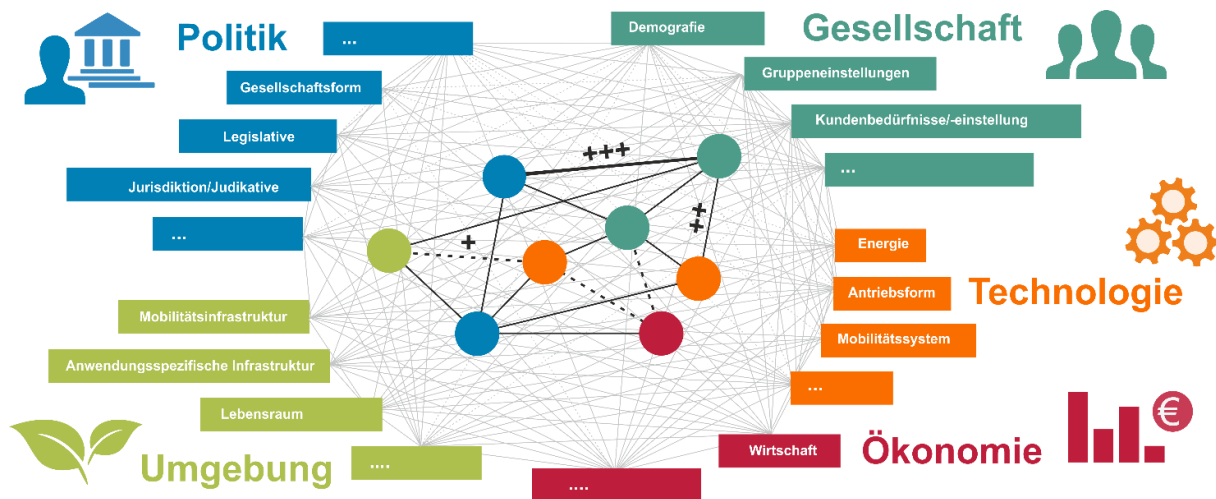 Politik
...
Gesellschaftsform
Legislative
Jurisdiktion/Judikative
...
Demografie
Gesellschaft
Gruppeneinstellungen
Kundenbedürfnisse/-einstellung
...
+++
++
+
Energie
Antriebsform
Technologie
Mobilitätssystem
...
Mobilitätsinfrastruktur
Anwendungsspezifische Infrastruktur
Lebensraum
....
Umgebung
Wirtschaft
Ökonomie
€
....